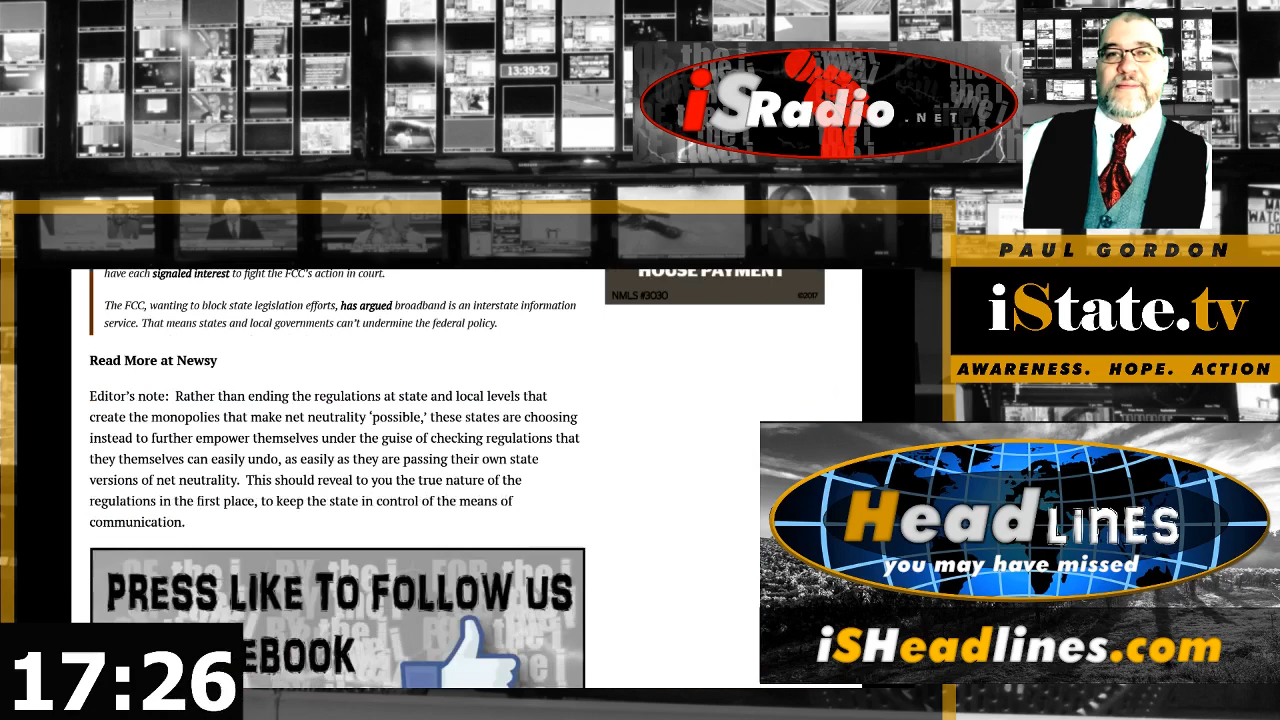 13:39:32
iSRadio.NET
PAUL GORDON
iState.tv
AWARENESS. HOPE. ACTION
have each signaled interest to fight the FCC's action in court.
The FCC, wanting to block state legislation efforts, has argued broadband is an interstate information
service. That means states and local governments can't undermine the federal policy.
HOUSE PAYMENT
NMLS #3030 ©2017
Read More at Newsy
Editor's note:  Rather than ending the regulations at state and local levels that
create the monopolies that make net neutrality 'possible,' these states are choosing
instead to further empower themselves under the guise of checking regulations that
they themselves can easily undo, as easily as they are passing their own state
versions of net neutrality.  This should reveal to you the true nature of the
regulations in the first place, to keep the state in control of the means of
communication.
PRESS LIKE TO FOLLOW US
EBOOK
HeadLINES
you may have missed
iSHeadlines.com
17:26